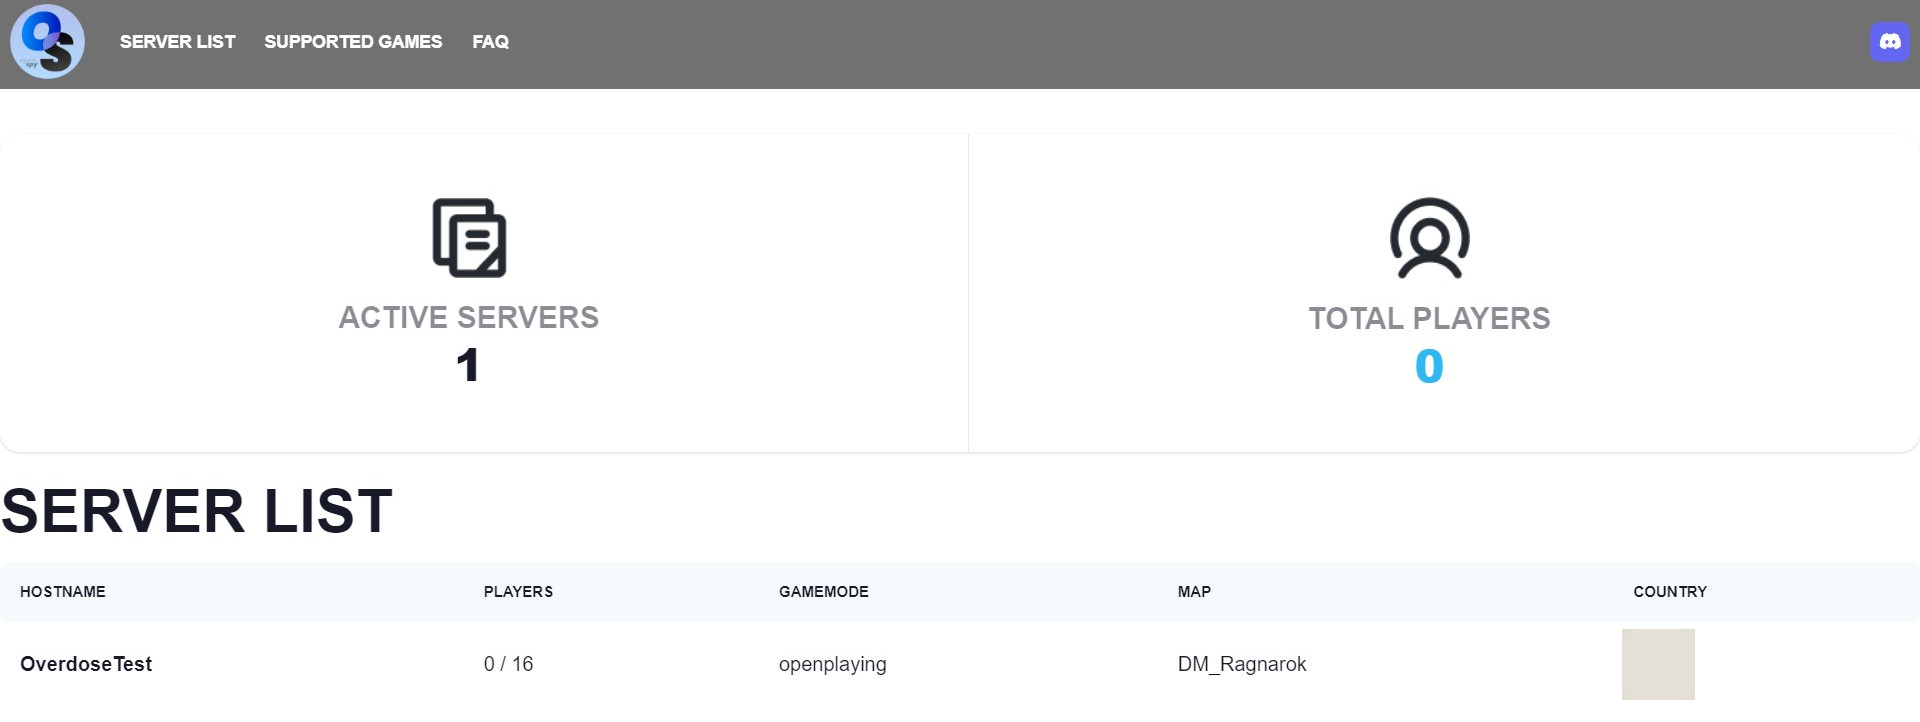 SERVER LIST SUPPORTED GAMES FAQ
ACTIVE SERVERS
1
TOTAL PLAYERS
0
SERVER LIST
HOSTNAME PLAYERS GAMEMODE MAP COUNTRY
OverdoseTest 0 / 16 openplaying DM_Ragnarok